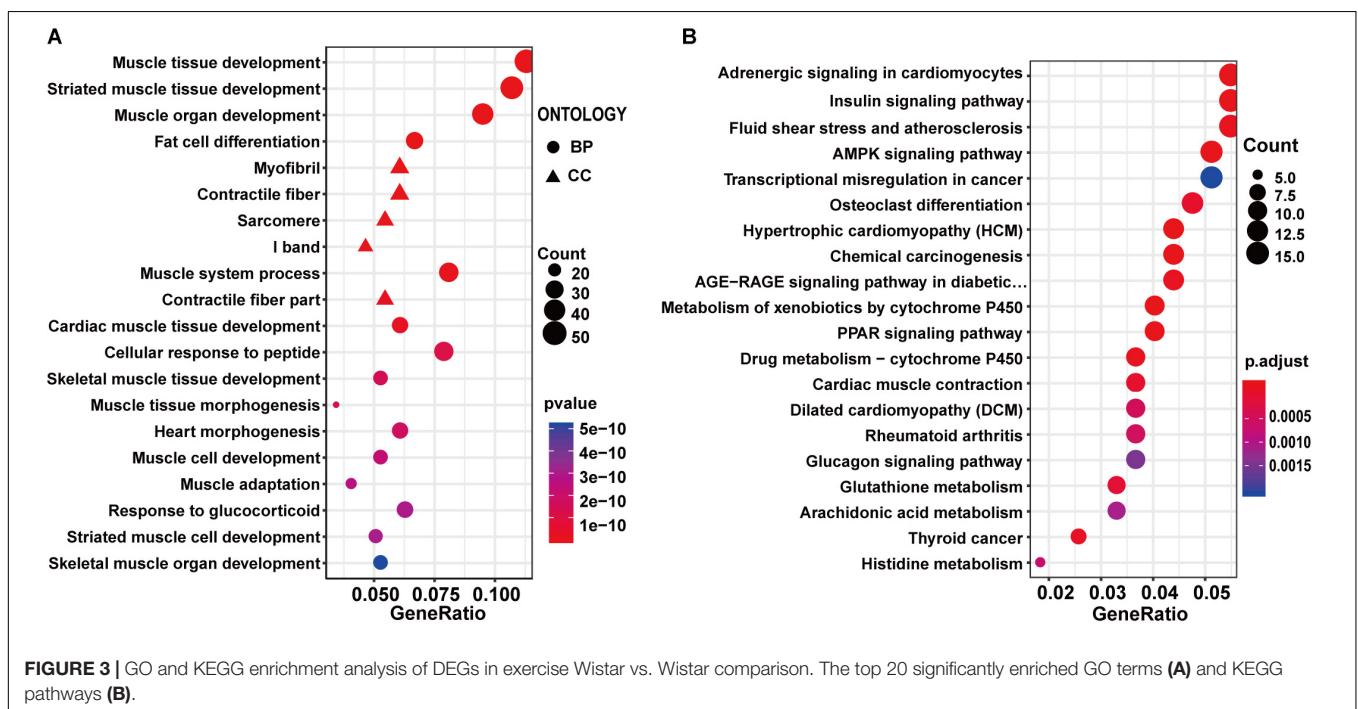 A
Muscle tissue development
Striated muscle tissue development
Muscle organ development
Fat cell differentiation
Myofibril
Contractile fiber
Sarcomere
I band
Muscle system process
Contractile fiber part
Cardiac muscle tissue development
Cellular response to peptide
Skeletal muscle tissue development
Muscle tissue morphogenesis
Heart morphogenesis
Muscle cell development
Muscle adaptation
Response to glucocorticoid
Striated muscle cell development
Skeletal muscle organ development
0.050 0.075 0.100
GeneRatio
ONTOLOGY
BP
CC
Count
20
30
40
50
pvalue
5e−10
4e−10
3e−10
2e−10
1e−10
B
Adrenergic signaling in cardiomyocytes
Insulin signaling pathway
Fluid shear stress and atherosclerosis
AMPK signaling pathway
Transcriptional misregulation in cancer
Osteoclast differentiation
Hypertrophic cardiomyopathy (HCM)
Chemical carcinogenesis
AGE−RAGE signaling pathway in diabetic...
Metabolism of xenobiotics by cytochrome P450
PPAR signaling pathway
Drug metabolism − cytochrome P450
Cardiac muscle contraction
Dilated cardiomyopathy (DCM)
Rheumatoid arthritis
Glucagon signaling pathway
Glutathione metabolism
Arachidonic acid metabolism
Thyroid cancer
Histidine metabolism
0.02 0.03 0.04 0.05
GeneRatio
Count
5.0
7.5
10.0
12.5
15.0
p.adjust
0.0005
0.0010
0.0015
FIGURE 3 | GO and KEGG enrichment analysis of DEGs in exercise Wistar vs. Wistar comparison. The top 20 significantly enriched GO terms (A) and KEGG
pathways (B).